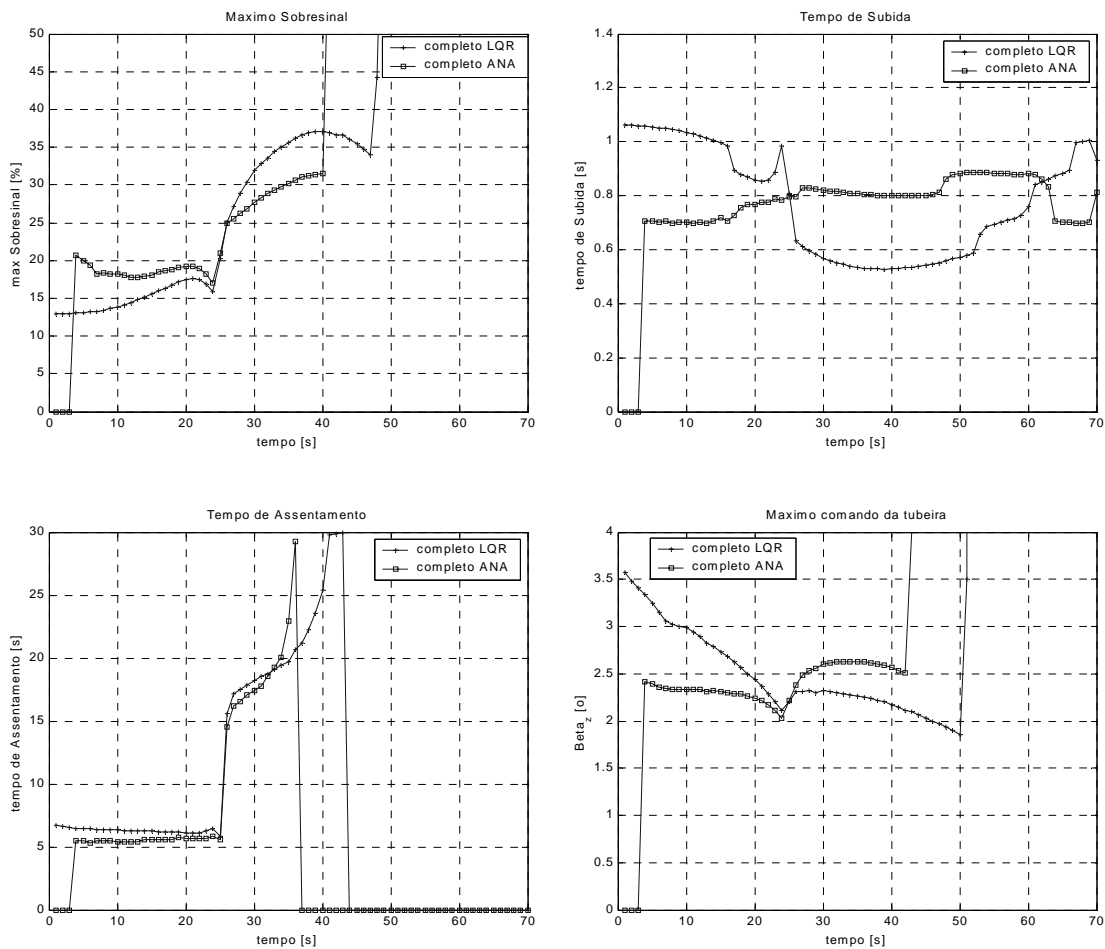 Maximo Sobresinal
max Sobresinal [%]
50
45
40
35
30
25
20
15
10
5
0
completo LQR
completo ANA
0 10 20 30 40 50 60 70
tempo [s]
Tempo de Subida
tempo de Subida [s]
1.4
1.2
1
0.8
0.6
0.4
0.2
0
completo LQR
completo ANA
0 10 20 30 40 50 60 70
tempo [s]
Tempo de Assentamento
tempo de Assentamento [s]
30
25
20
15
10
5
0
completo LQR
completo ANA
0 10 20 30 40 50 60 70
tempo [s]
Maximo comando da tubeira
Beta_z [o]
4
3.5
3
2.5
2
1.5
1
0.5
0
completo LQR
completo ANA
0 10 20 30 40 50 60 70
tempo [s]